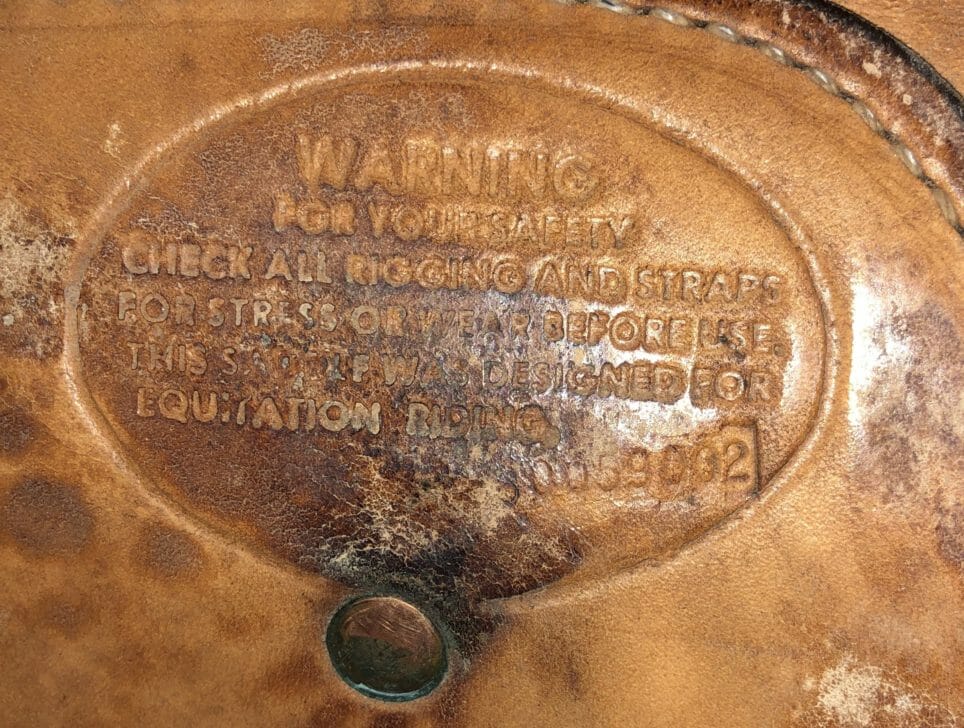 WARNING
FOR YOUR SAFETY
CHECK ALL RIGGING AND STRAPS
FOR STRESS OR WEAR BEFORE USE.
THIS SADDLE WAS DESIGNED FOR
EQUITATION RIDING